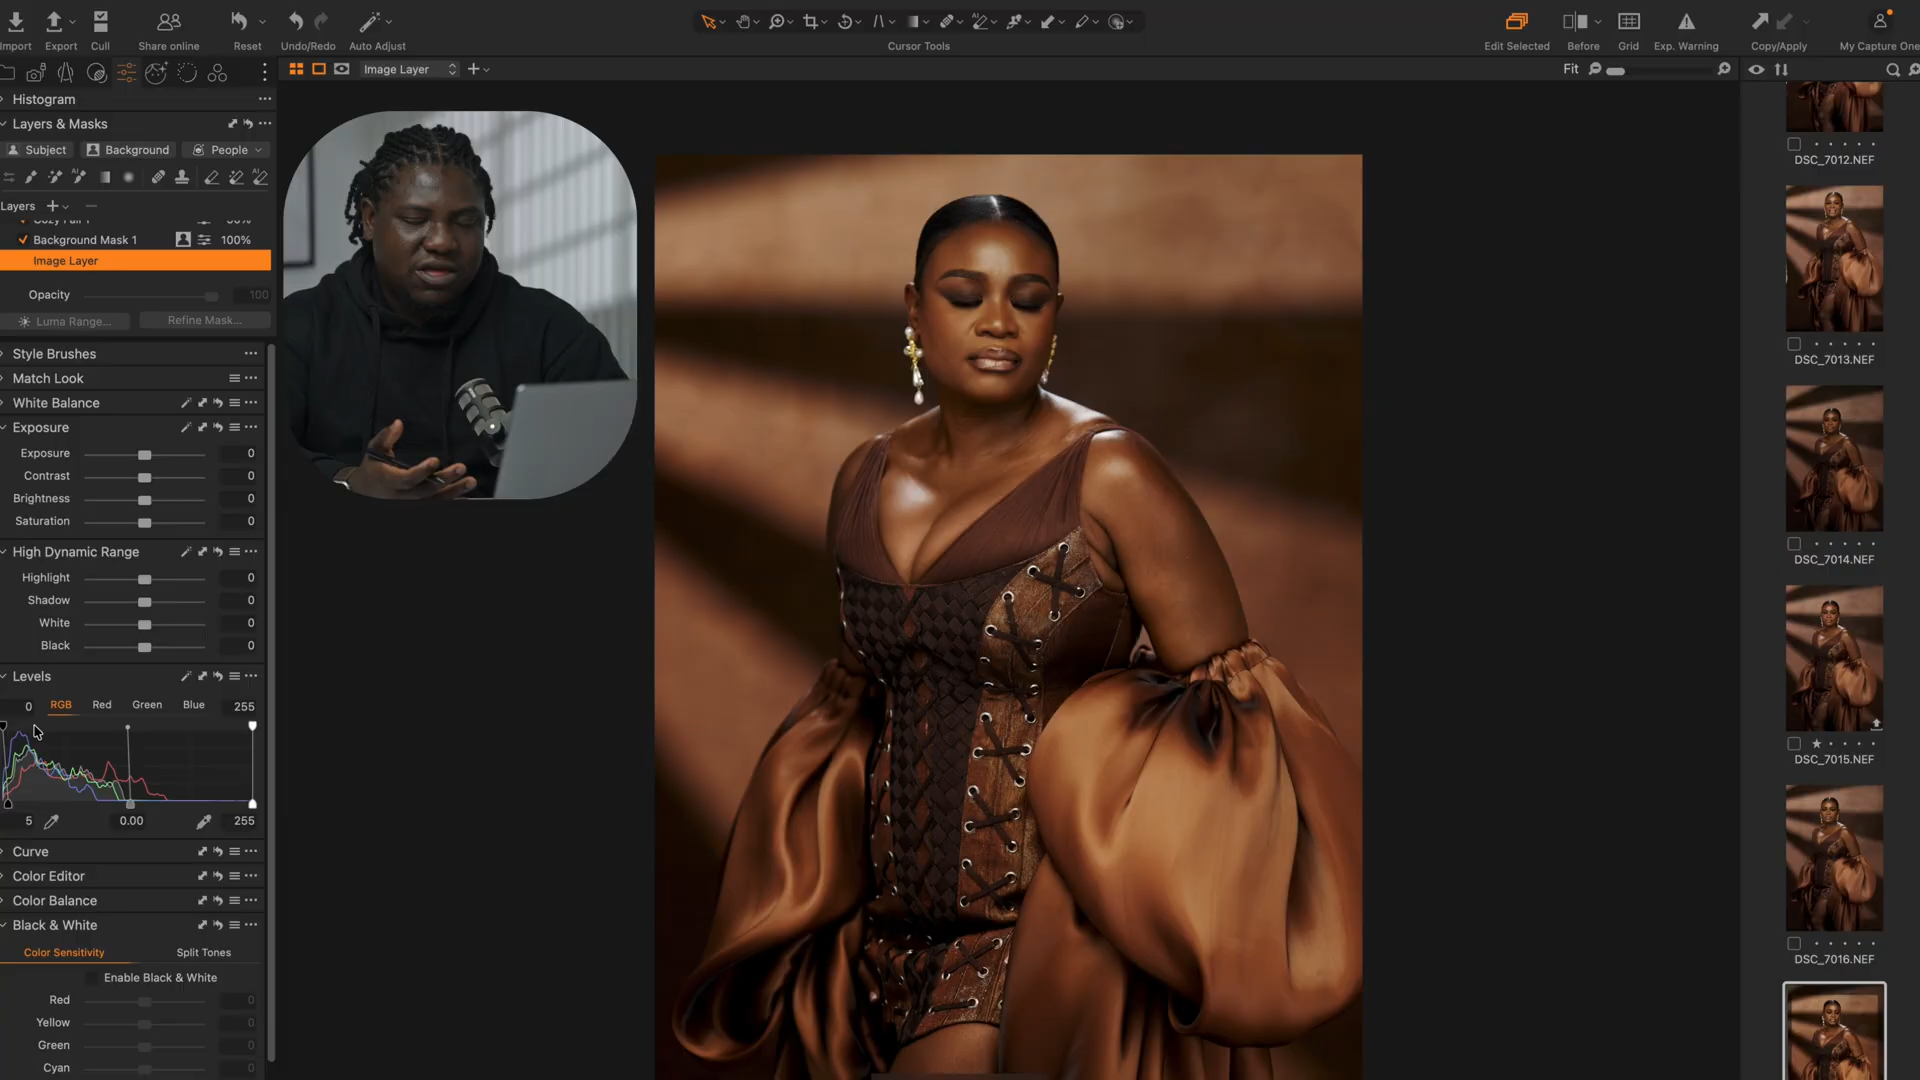 Import Export Cull Share online Reset Undo/Redo Auto Adjust
Cursor Tools
Edit Selected Before Grid Exp. Warning Copy/Apply My Capture One
Image Layer
Fit
Histogram
Layers & Masks
Subject Background People
Layers
Background Mask 1 100%
Image Layer
Opacity 100
Luma Range... Refine Mask...
Style Brushes
Match Look
White Balance
Exposure
Exposure 0
Contrast 0
Brightness 0
Saturation 0
High Dynamic Range
Highlight 0
Shadow 0
White 0
Black 0
Levels
0 RGB Red Green Blue 255
5 0.00 255
Curve
Color Editor
Color Balance
Black & White
Color Sensitivity Split Tones
Enable Black & White
Red 0
Yellow 0
Green 0
Cyan 0
DSC_7012.NEF
DSC_7013.NEF
DSC_7014.NEF
DSC_7015.NEF
DSC_7016.NEF